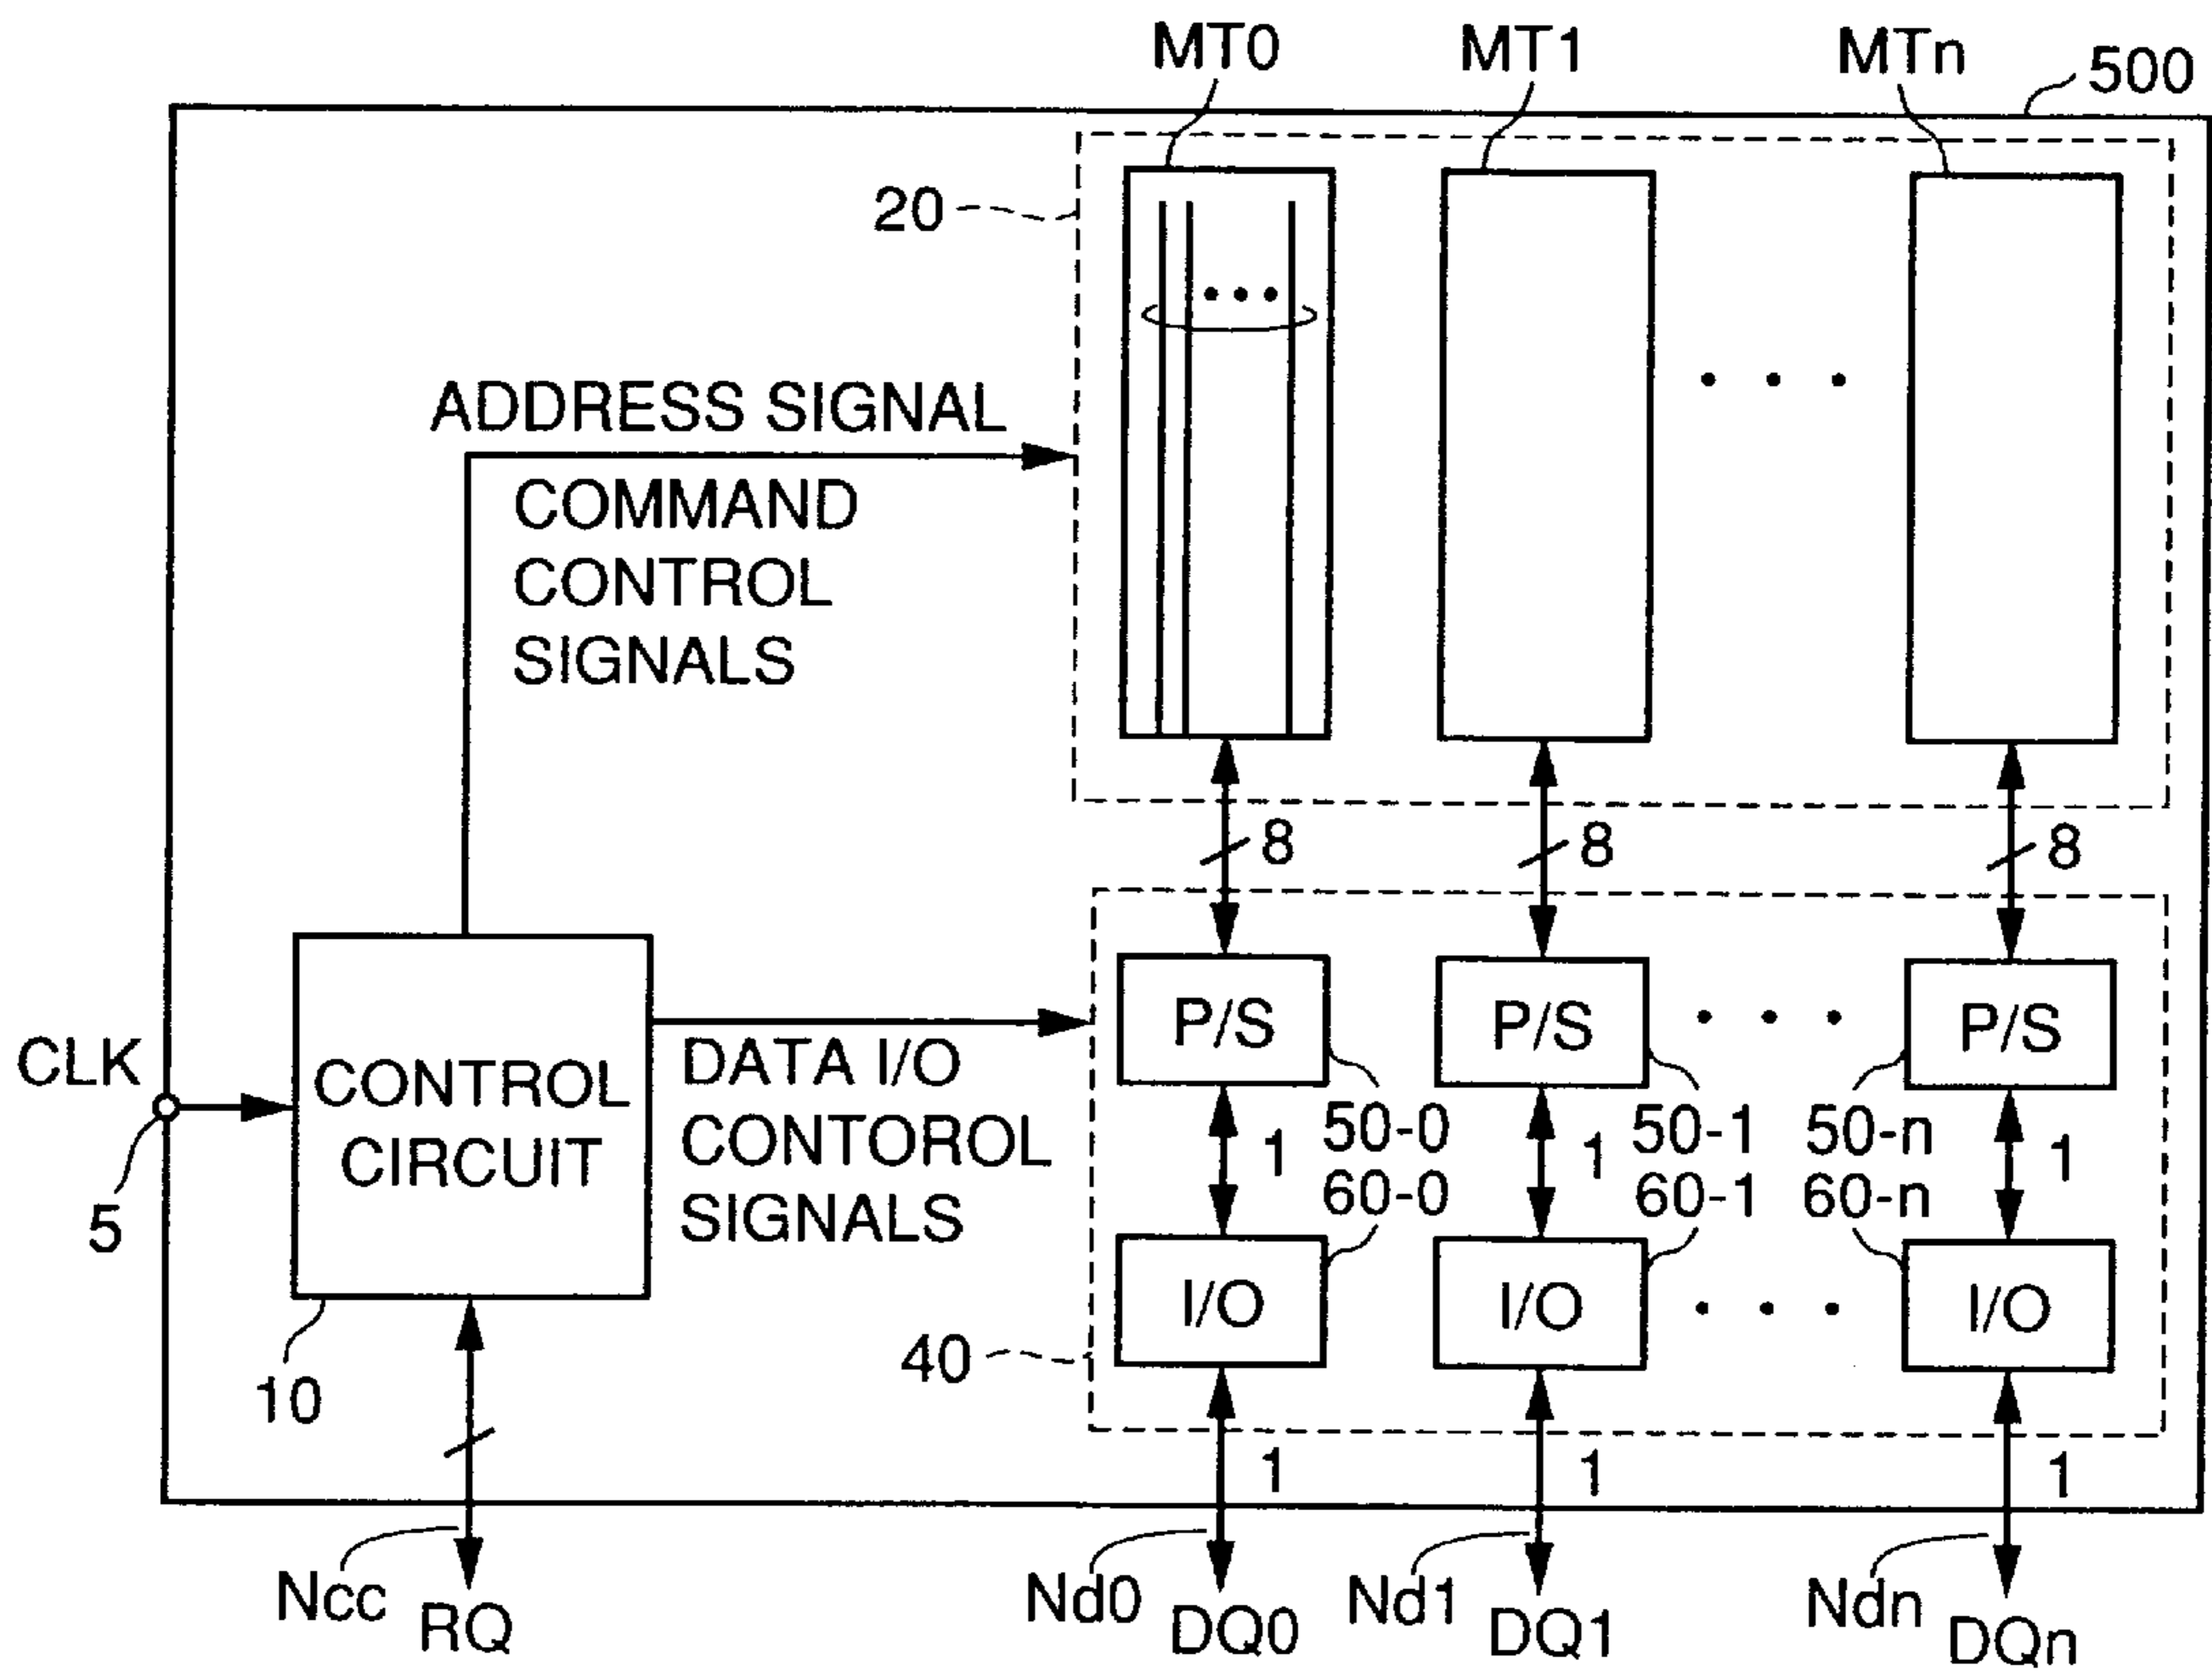 MT0
MT1
MTn
500
20
ADDRESS SIGNAL
COMMAND
CONTROL
SIGNALS
8
8
8
CLK
5
CONTROL
CIRCUIT
10
DATA I/O
CONTOROL
SIGNALS
P/S
P/S
P/S
50-0
50-1
50-n
1
1
1
60-0
60-1
60-n
I/O
I/O
I/O
40
1
1
1
Ncc
RQ
Nd0
DQ0
Nd1
DQ1
Ndn
DQn